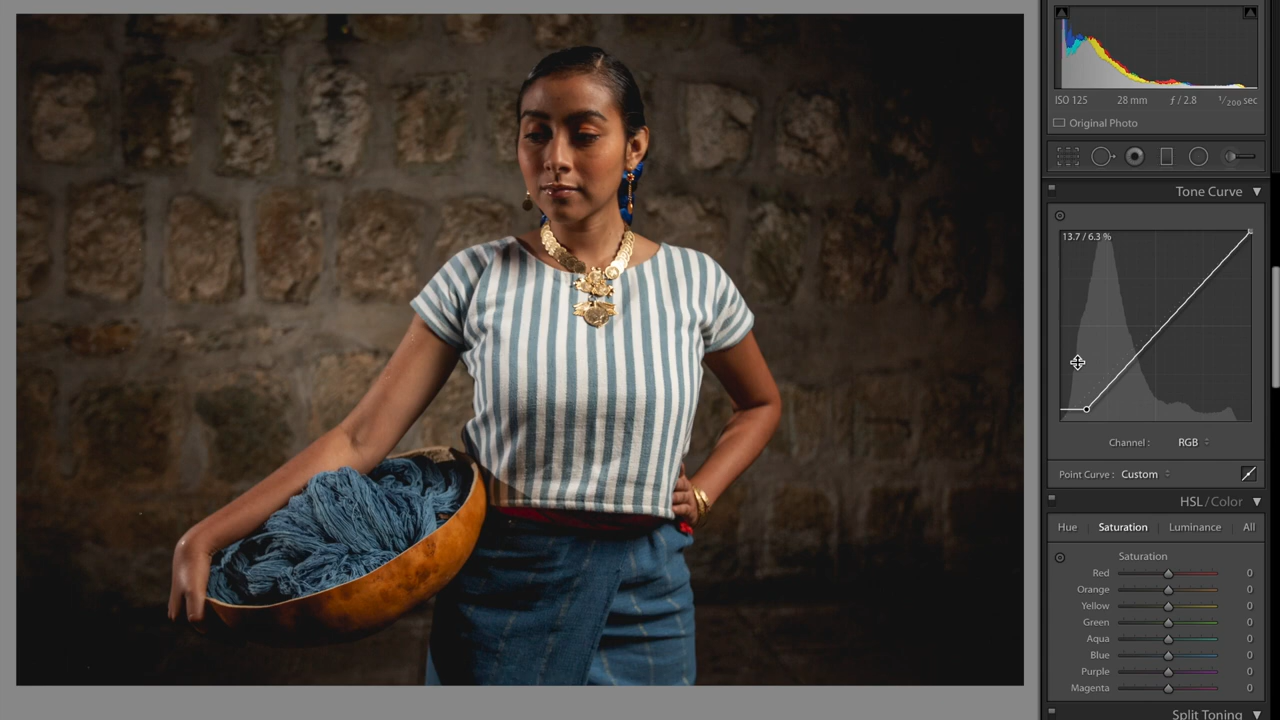 ISO 125 28 mm ƒ / 2.8 1/200 sec
Original Photo
Tone Curve
13.7 / 6.3 %
Channel : RGB
Point Curve : Custom
HSL / Color
Hue Saturation Luminance All
Saturation
Red 0
Orange 0
Yellow 0
Green 0
Aqua 0
Blue 0
Purple 0
Magenta 0
Split Toning